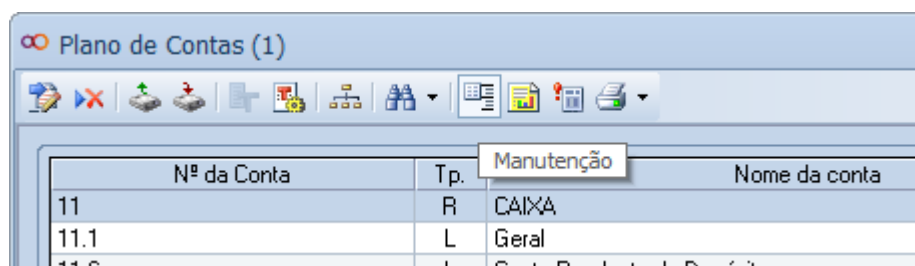 Plano de Contas (1)
Manutenção
Nº da Conta Tp. Nome da conta
11 R CAIXA
11.1 L Geral